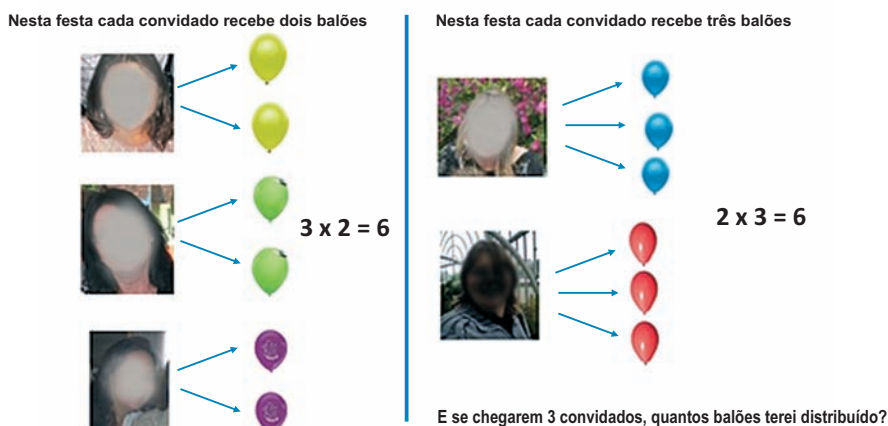 Nesta festa cada convidado recebe dois balões
3 x 2 = 6
Nesta festa cada convidado recebe três balões
2 x 3 = 6
E se chegarem 3 convidados, quantos balões terei distribuído?